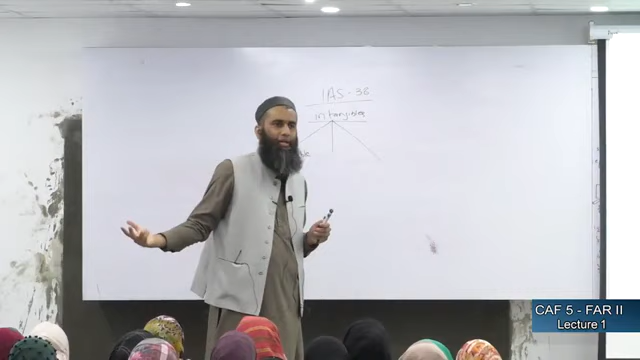 IAS - 38
intangibles
CAF 5 - FAR II
Lecture 1